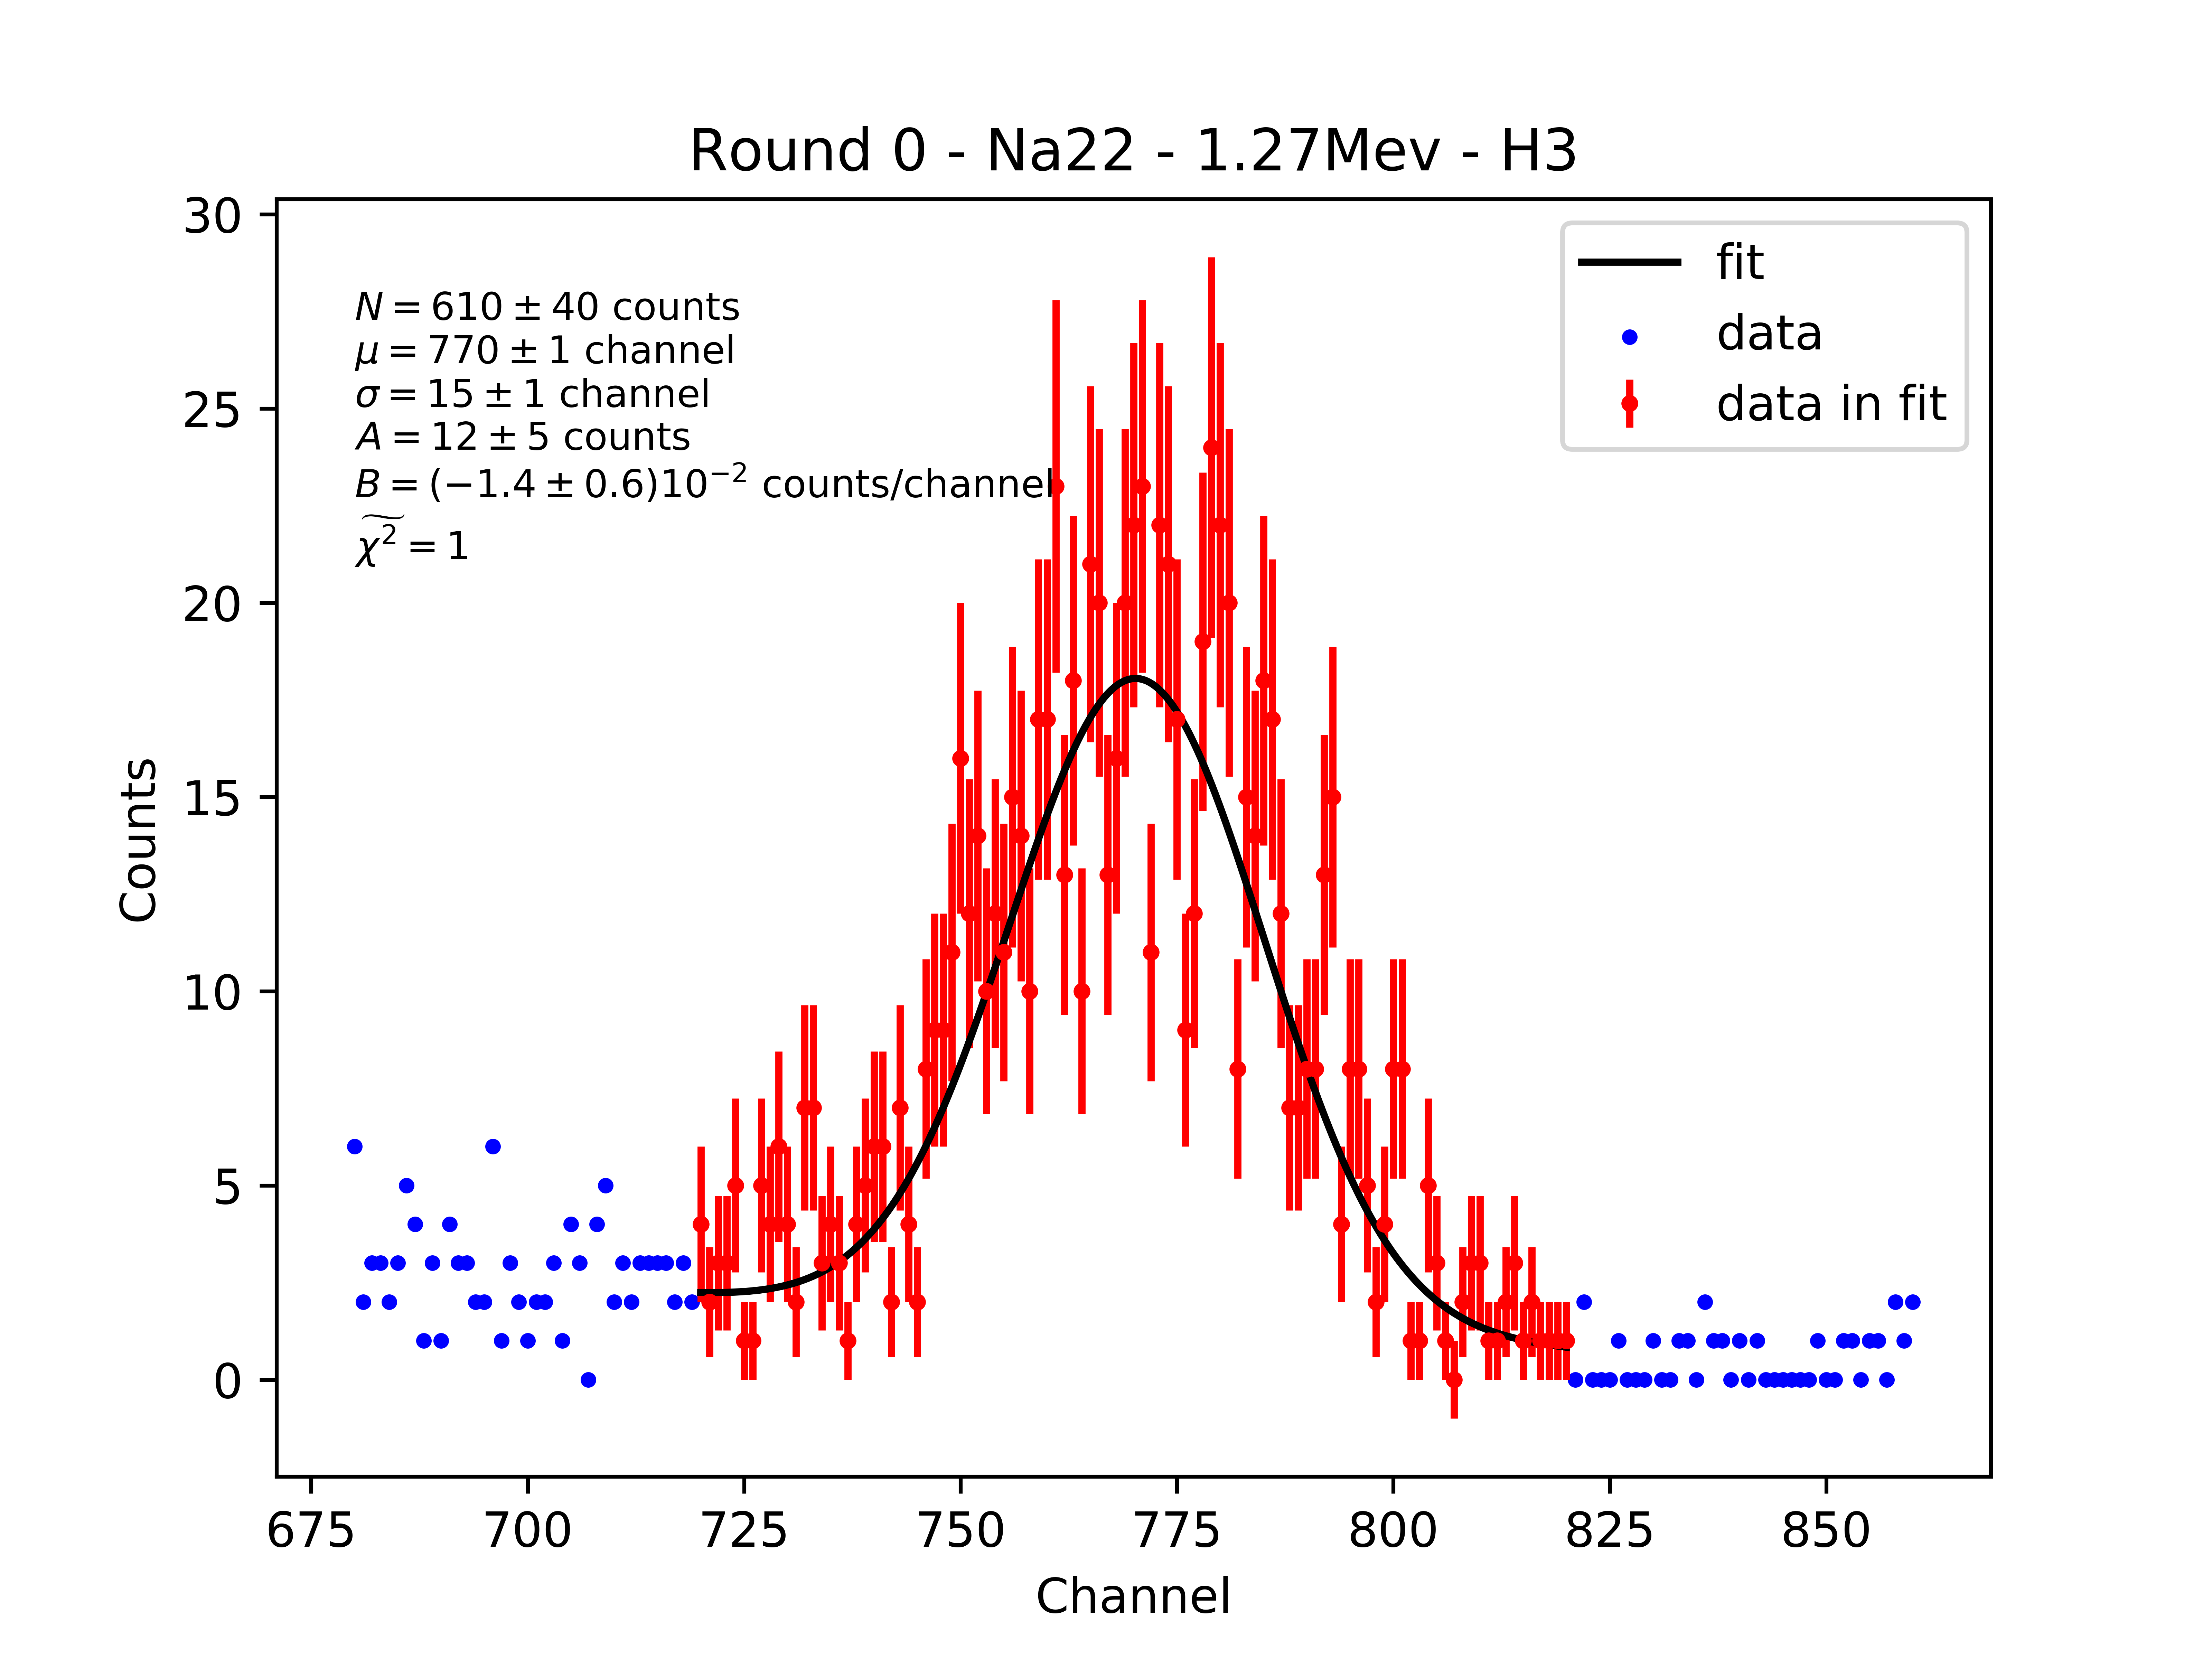 Round 0 - Na22 - 1.27Mev - H3
30
25
20
15
10
5
0
Counts
N = 610 ± 40 counts
μ = 770 ± 1 channel
σ = 15 ± 1 channel
A = 12 ± 5 counts
B = (−1.4 ± 0.6)10⁻² counts/channel
χ̃² = 1
fit
data
data in fit
675 700 725 750 775 800 825 850
Channel